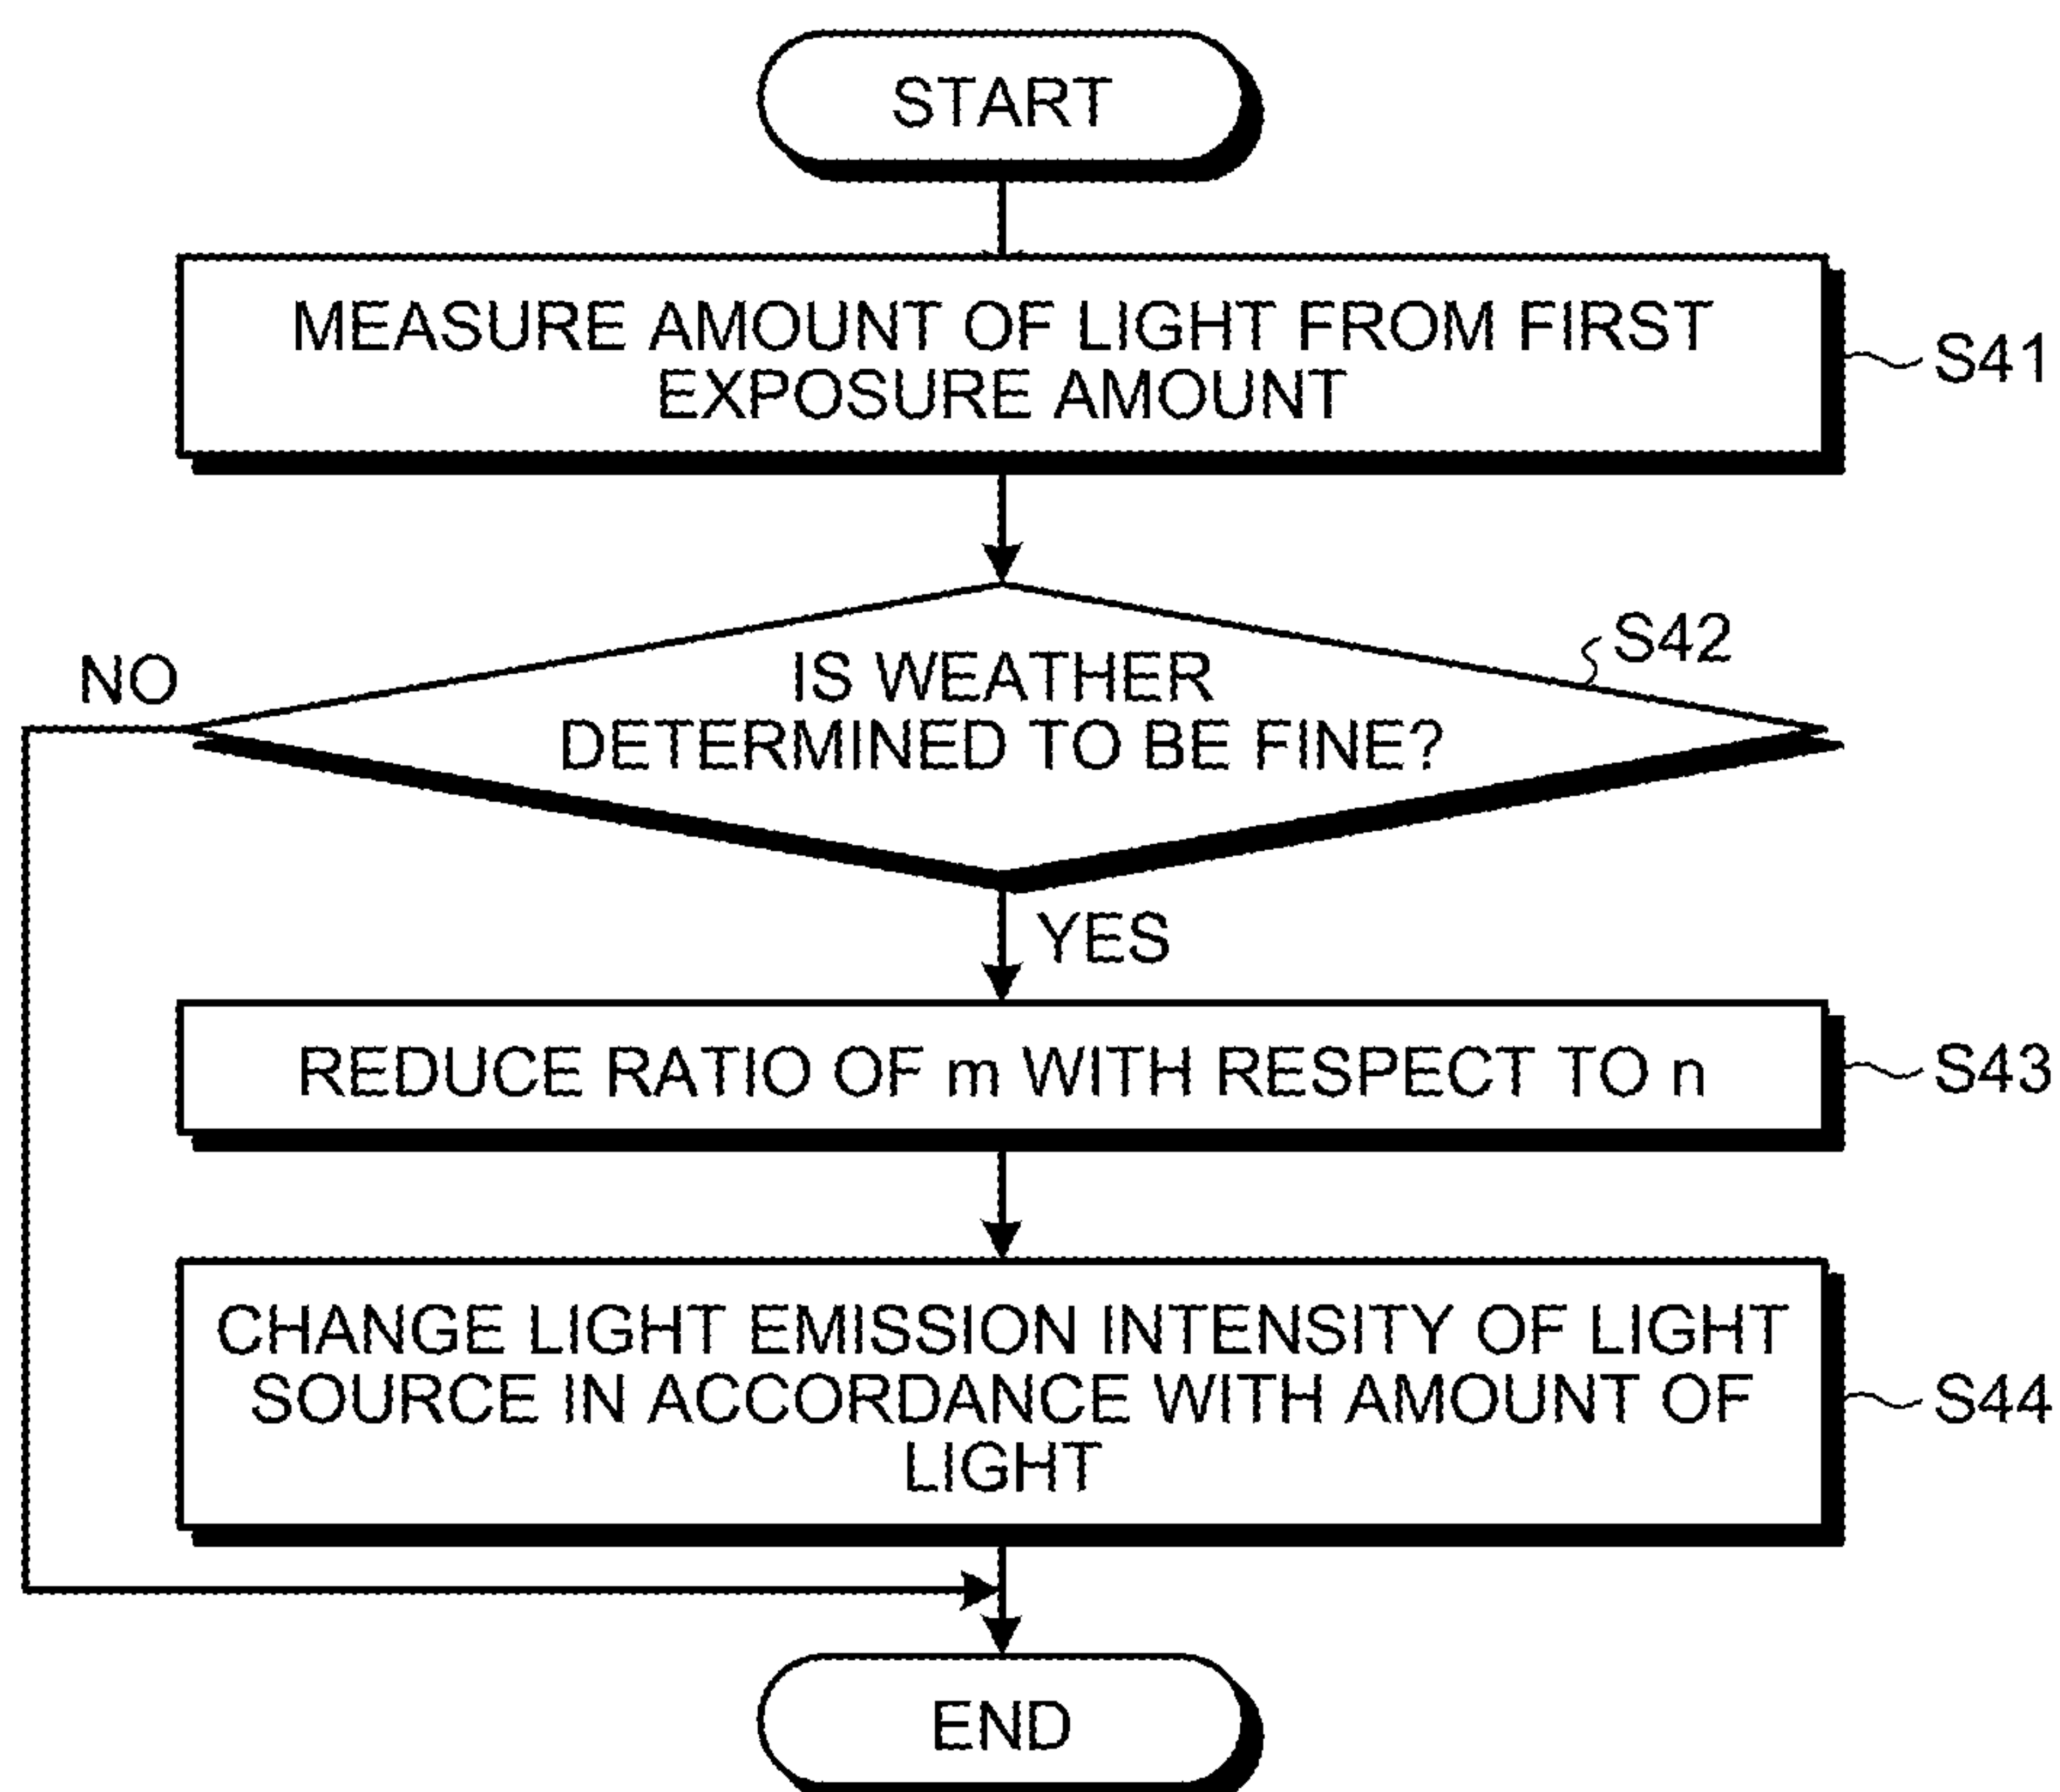 START
MEASURE AMOUNT OF LIGHT FROM FIRST
EXPOSURE AMOUNT
S41
S42
NO
IS WEATHER
DETERMINED TO BE FINE?
YES
REDUCE RATIO OF m WITH RESPECT TO n
S43
CHANGE LIGHT EMISSION INTENSITY OF LIGHT
SOURCE IN ACCORDANCE WITH AMOUNT OF
LIGHT
S44
END